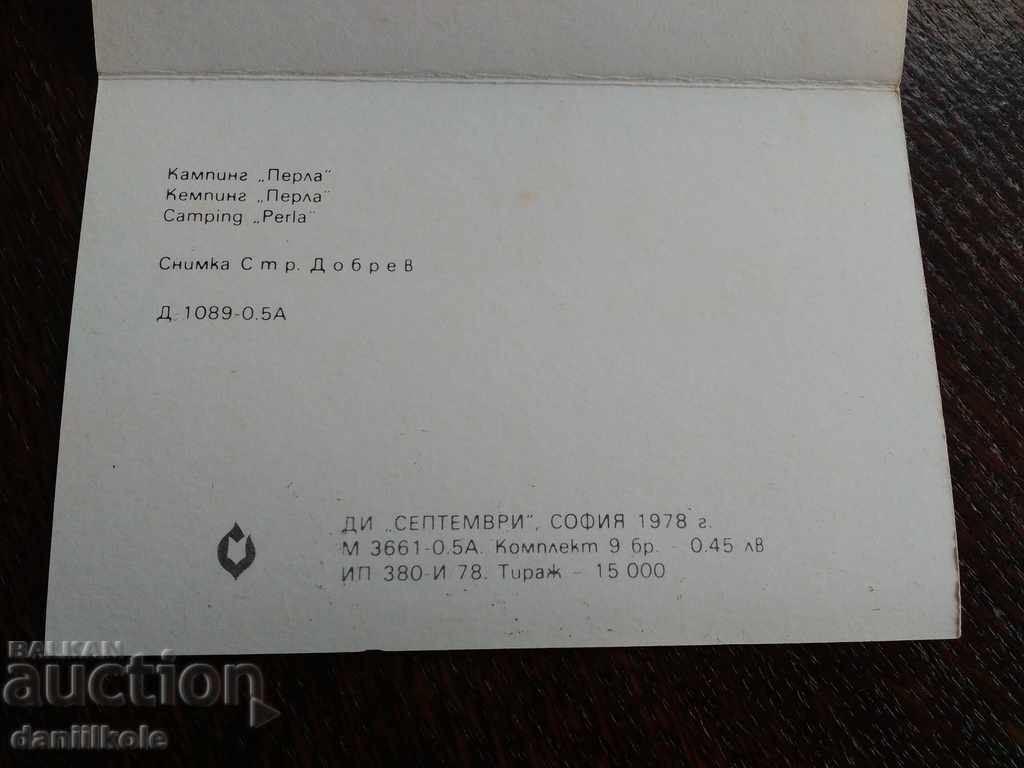 Кампинг „Перла"
Кемпинг „Перла"
Camping „Perla"
Снимка Стр. Добрев
Д-1089-0.5А
ДИ „СЕПТЕМВРИ", СОФИЯ 1978 г.
М 3661-0.5А. Комплект 9 бр. - 0.45 лв
ИП 380-И 78. Тираж - 15 000
BALKAN
auction
daniilkole